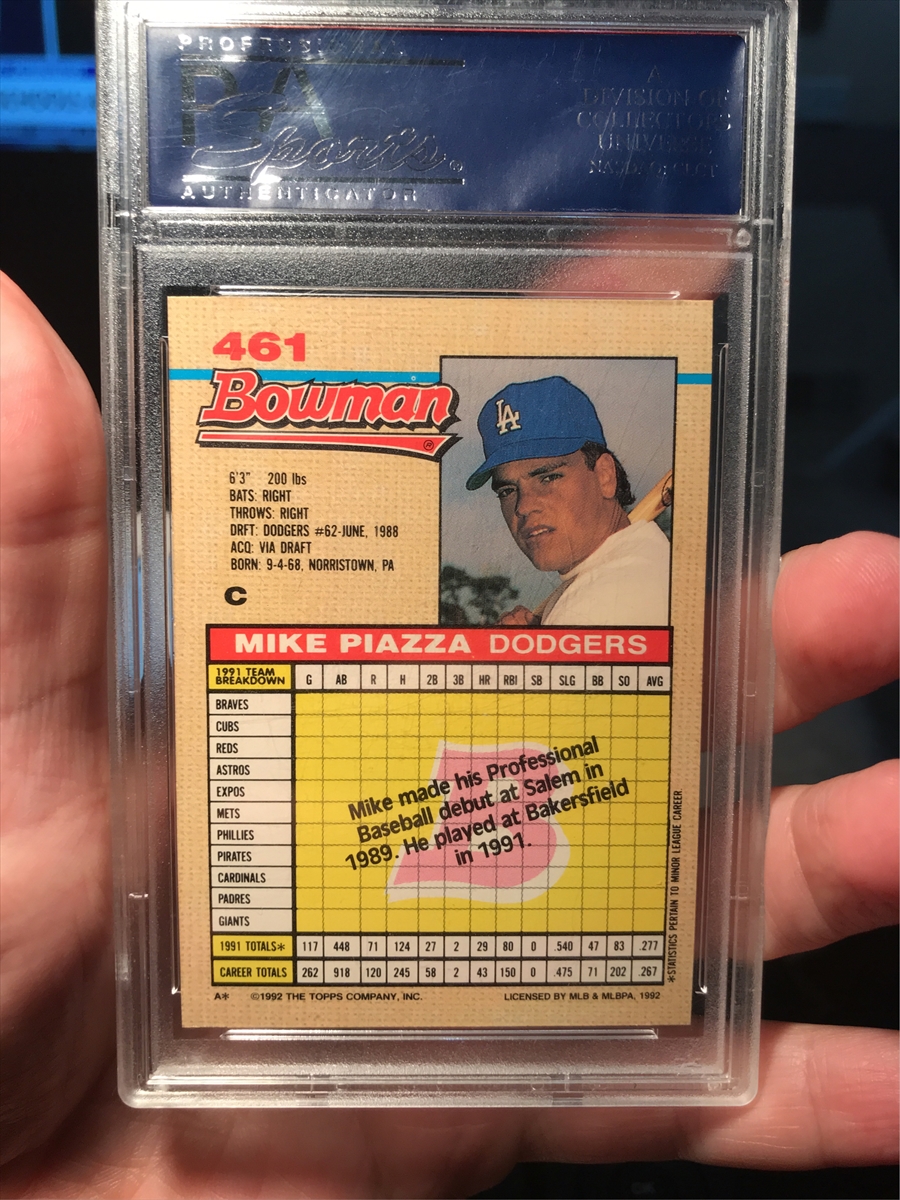 PROFESSI
PSA
Sports®
AUTHENTICATOR
A
DIVISION OF
COLLECTORS
UNIVERSE
NASDAQ: CLCT
461
Bowman®
LA
6'3" 200 lbs
BATS: RIGHT
THROWS: RIGHT
DRFT: DODGERS #62-JUNE, 1988
ACQ: VIA DRAFT
BORN: 9-4-68, NORRISTOWN, PA
C
MIKE PIAZZA DODGERS
1991 TEAM
BREAKDOWN G AB R H 2B 3B HR RBI SB SLG BB SO AVG
BRAVES
CUBS
REDS
ASTROS
EXPOS
METS
PHILLIES
PIRATES
CARDINALS
PADRES
GIANTS
B
Mike made his Professional
Baseball debut at Salem in
1989. He played at Bakersfield
in 1991.
1991 TOTALS* 117 448 71 124 27 2 29 80 0 .540 47 83 .277
CAREER TOTALS 262 918 120 245 58 2 43 150 0 .475 71 202 .267
*STATISTICS PERTAIN TO MINOR LEAGUE CAREER
A* ©1992 THE TOPPS COMPANY, INC. LICENSED BY MLB & MLBPA, 1992